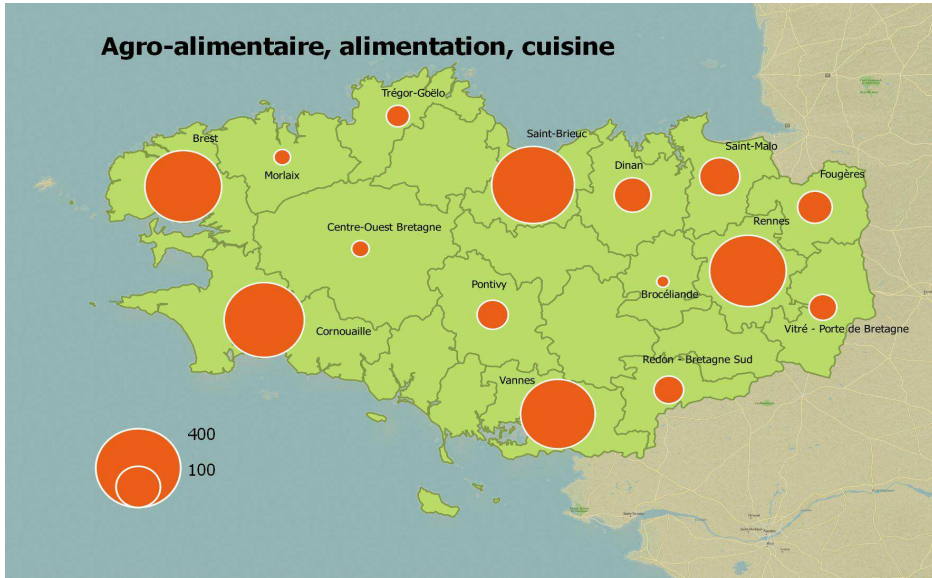 Agro-alimentaire, alimentation, cuisine
Trégor-Goëlo
Brest
Saint-Brieuc
Saint-Malo
Morlaix
Dinan
Fougères
Rennes
Centre-Ouest Bretagne
Pontivy
Brocéliande
Cornouaille
Vitré - Porte de Bretagne
Redon - Bretagne Sud
Vannes
400
100